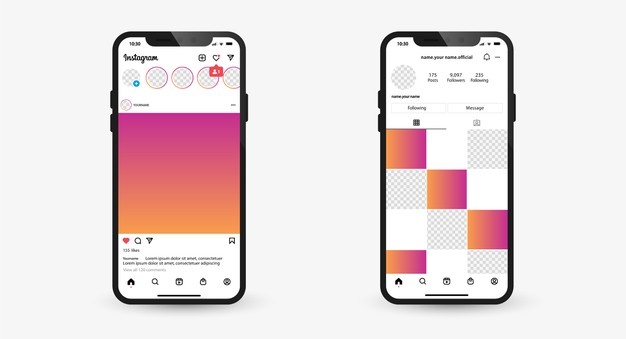 10:30
Instagram
1
YOURNAME
155 likes
Yourname Lorem ipsum dolor sit amet, consectetur
Lorem ipsum dolor sit amet, consectetur
View all 120 comments
10:30
name.your name.official
175 9,097 235
Posts Followers Following
name.your name
Following Message